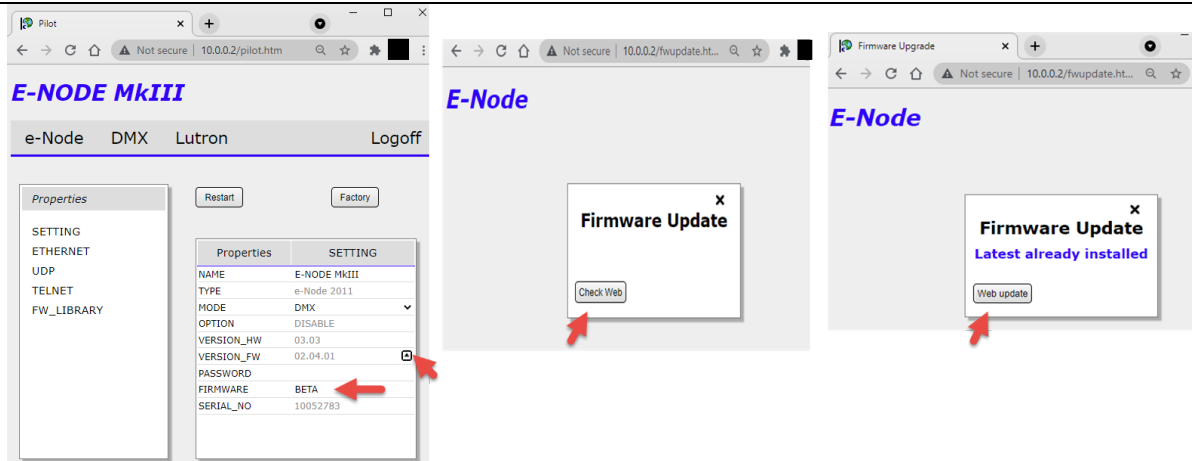 Pilot
Not secure | 10.0.0.2/pilot.htm
E-NODE MkIII
e-Node DMX Lutron Logoff
Properties
SETTING
ETHERNET
UDP
TELNET
FW_LIBRARY
Restart Factory
Properties SETTING
NAME E-NODE MkIII
TYPE e-Node 2011
MODE DMX
OPTION DISABLE
VERSION_HW 03.03
VERSION_FW 02.04.01
PASSWORD
FIRMWARE BETA
SERIAL_NO 10052783
Not secure | 10.0.0.2/fwupdate.ht...
E-Node
Firmware Update
Check Web
Firmware Upgrade
Not secure | 10.0.0.2/fwupdate.ht...
E-Node
Firmware Update
Latest already installed
Web update